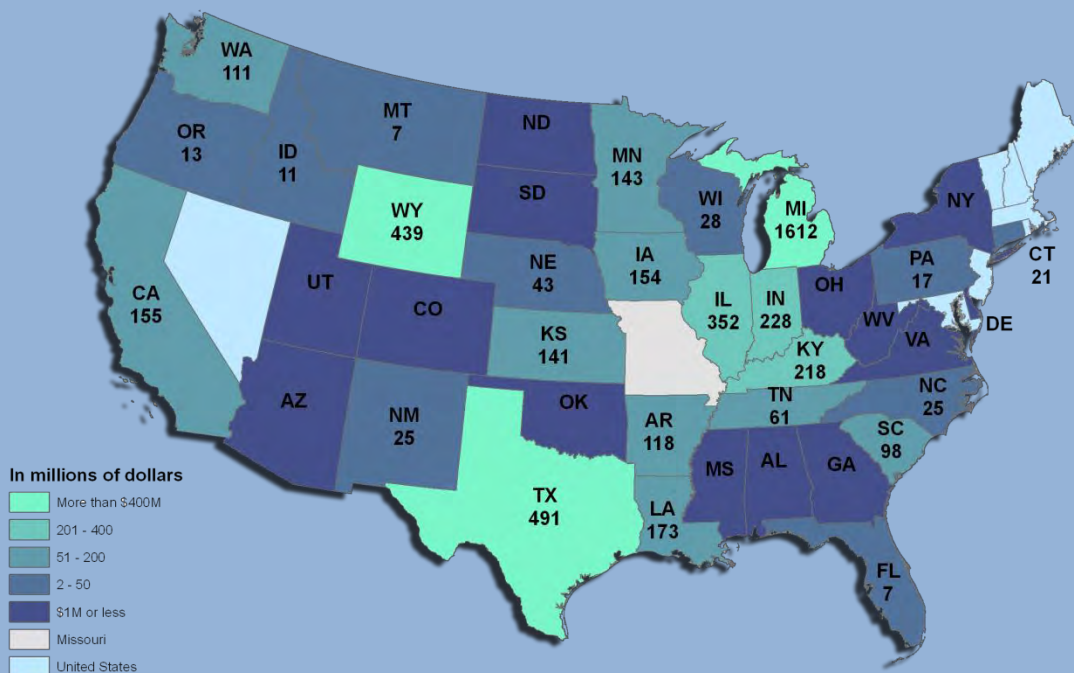 WA
111
MT
7
ND
OR
13
ID
11
MN
143
SD
WI
28
MI
1612
NY
WY
439
CT
21
IA
154
PA
17
NE
43
UT
CO
CA
155
IL
352
IN
228
OH
WV
DE
VA
KS
141
KY
218
AZ
NM
25
OK
AR
118
TN
61
NC
25
SC
98
MS
AL
GA
TX
491
LA
173
FL
7
In millions of dollars
More than $400M
201 - 400
51 - 200
2 - 50
$1M or less
Missouri
United States